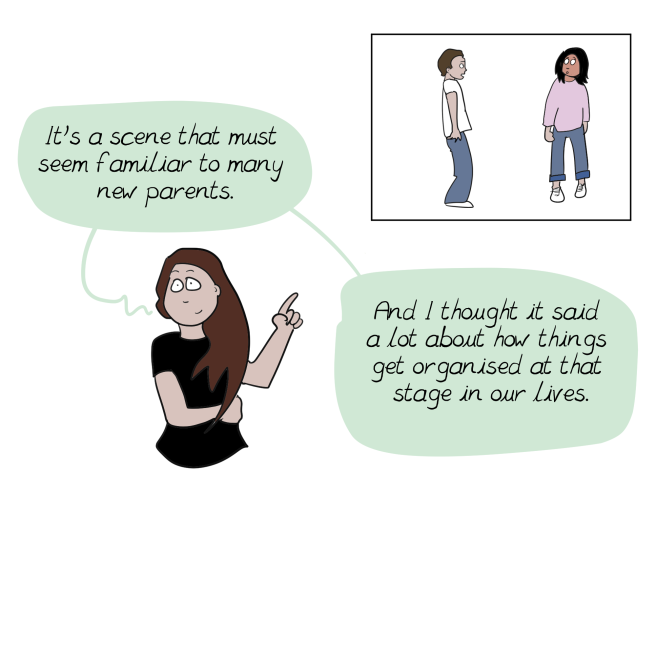 It's a scene that must
seem familiar to many
new parents.
And I thought it said
a lot about how things
get organised at that
stage in our lives.